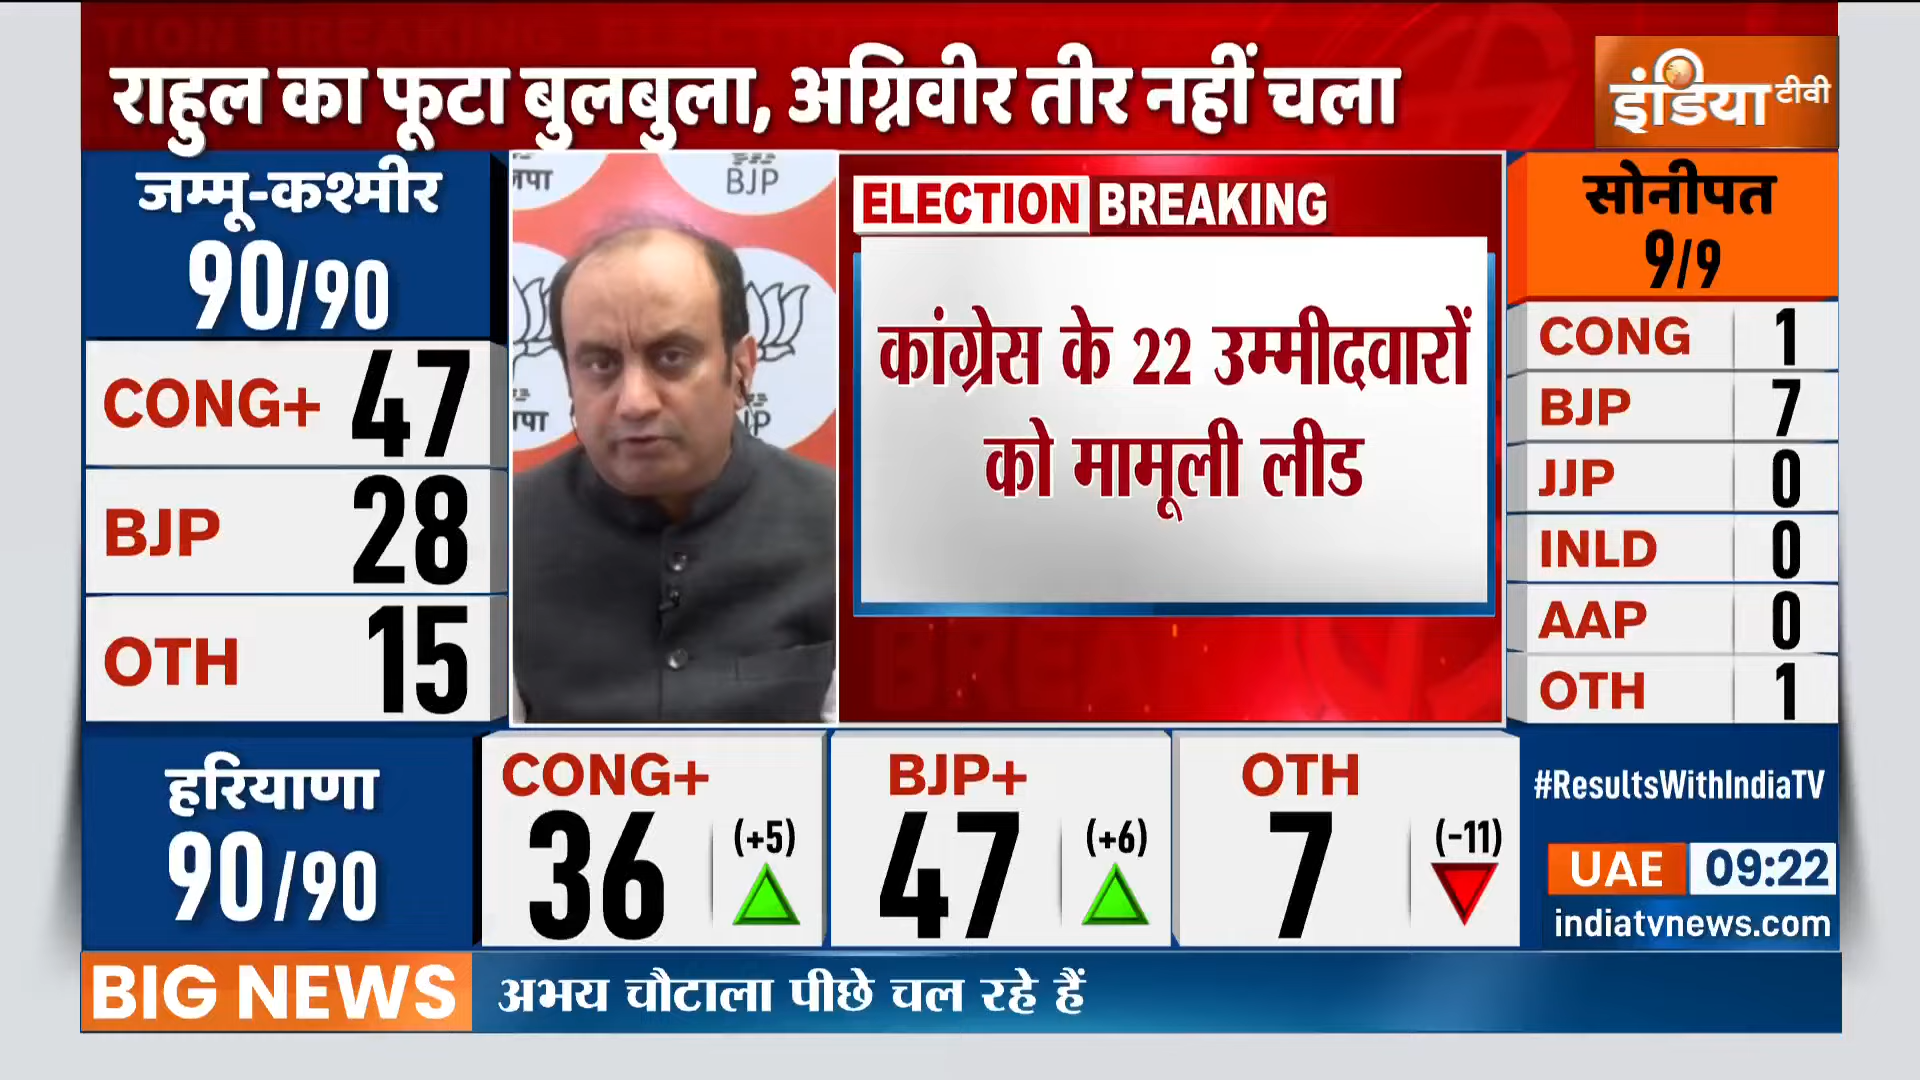 राहुल का फूटा बुलबुला, अग्निवीर तीर नहीं चला
इंडिया टीवी
जम्मू-कश्मीर
90/90
CONG+ 47
BJP 28
OTH 15
BJP
ELECTION BREAKING
कांग्रेस के 22 उम्मीदवारों
को मामूली लीड
सोनीपत
9/9
CONG 1
BJP 7
JJP 0
INLD 0
AAP 0
OTH 1
हरियाणा
90/90
CONG+
36 (+5)
BJP+
47 (+6)
OTH
7 (-11)
#ResultsWithIndiaTV
UAE 09:22
indiatvnews.com
BIG NEWS अभय चौटाला पीछे चल रहे हैं